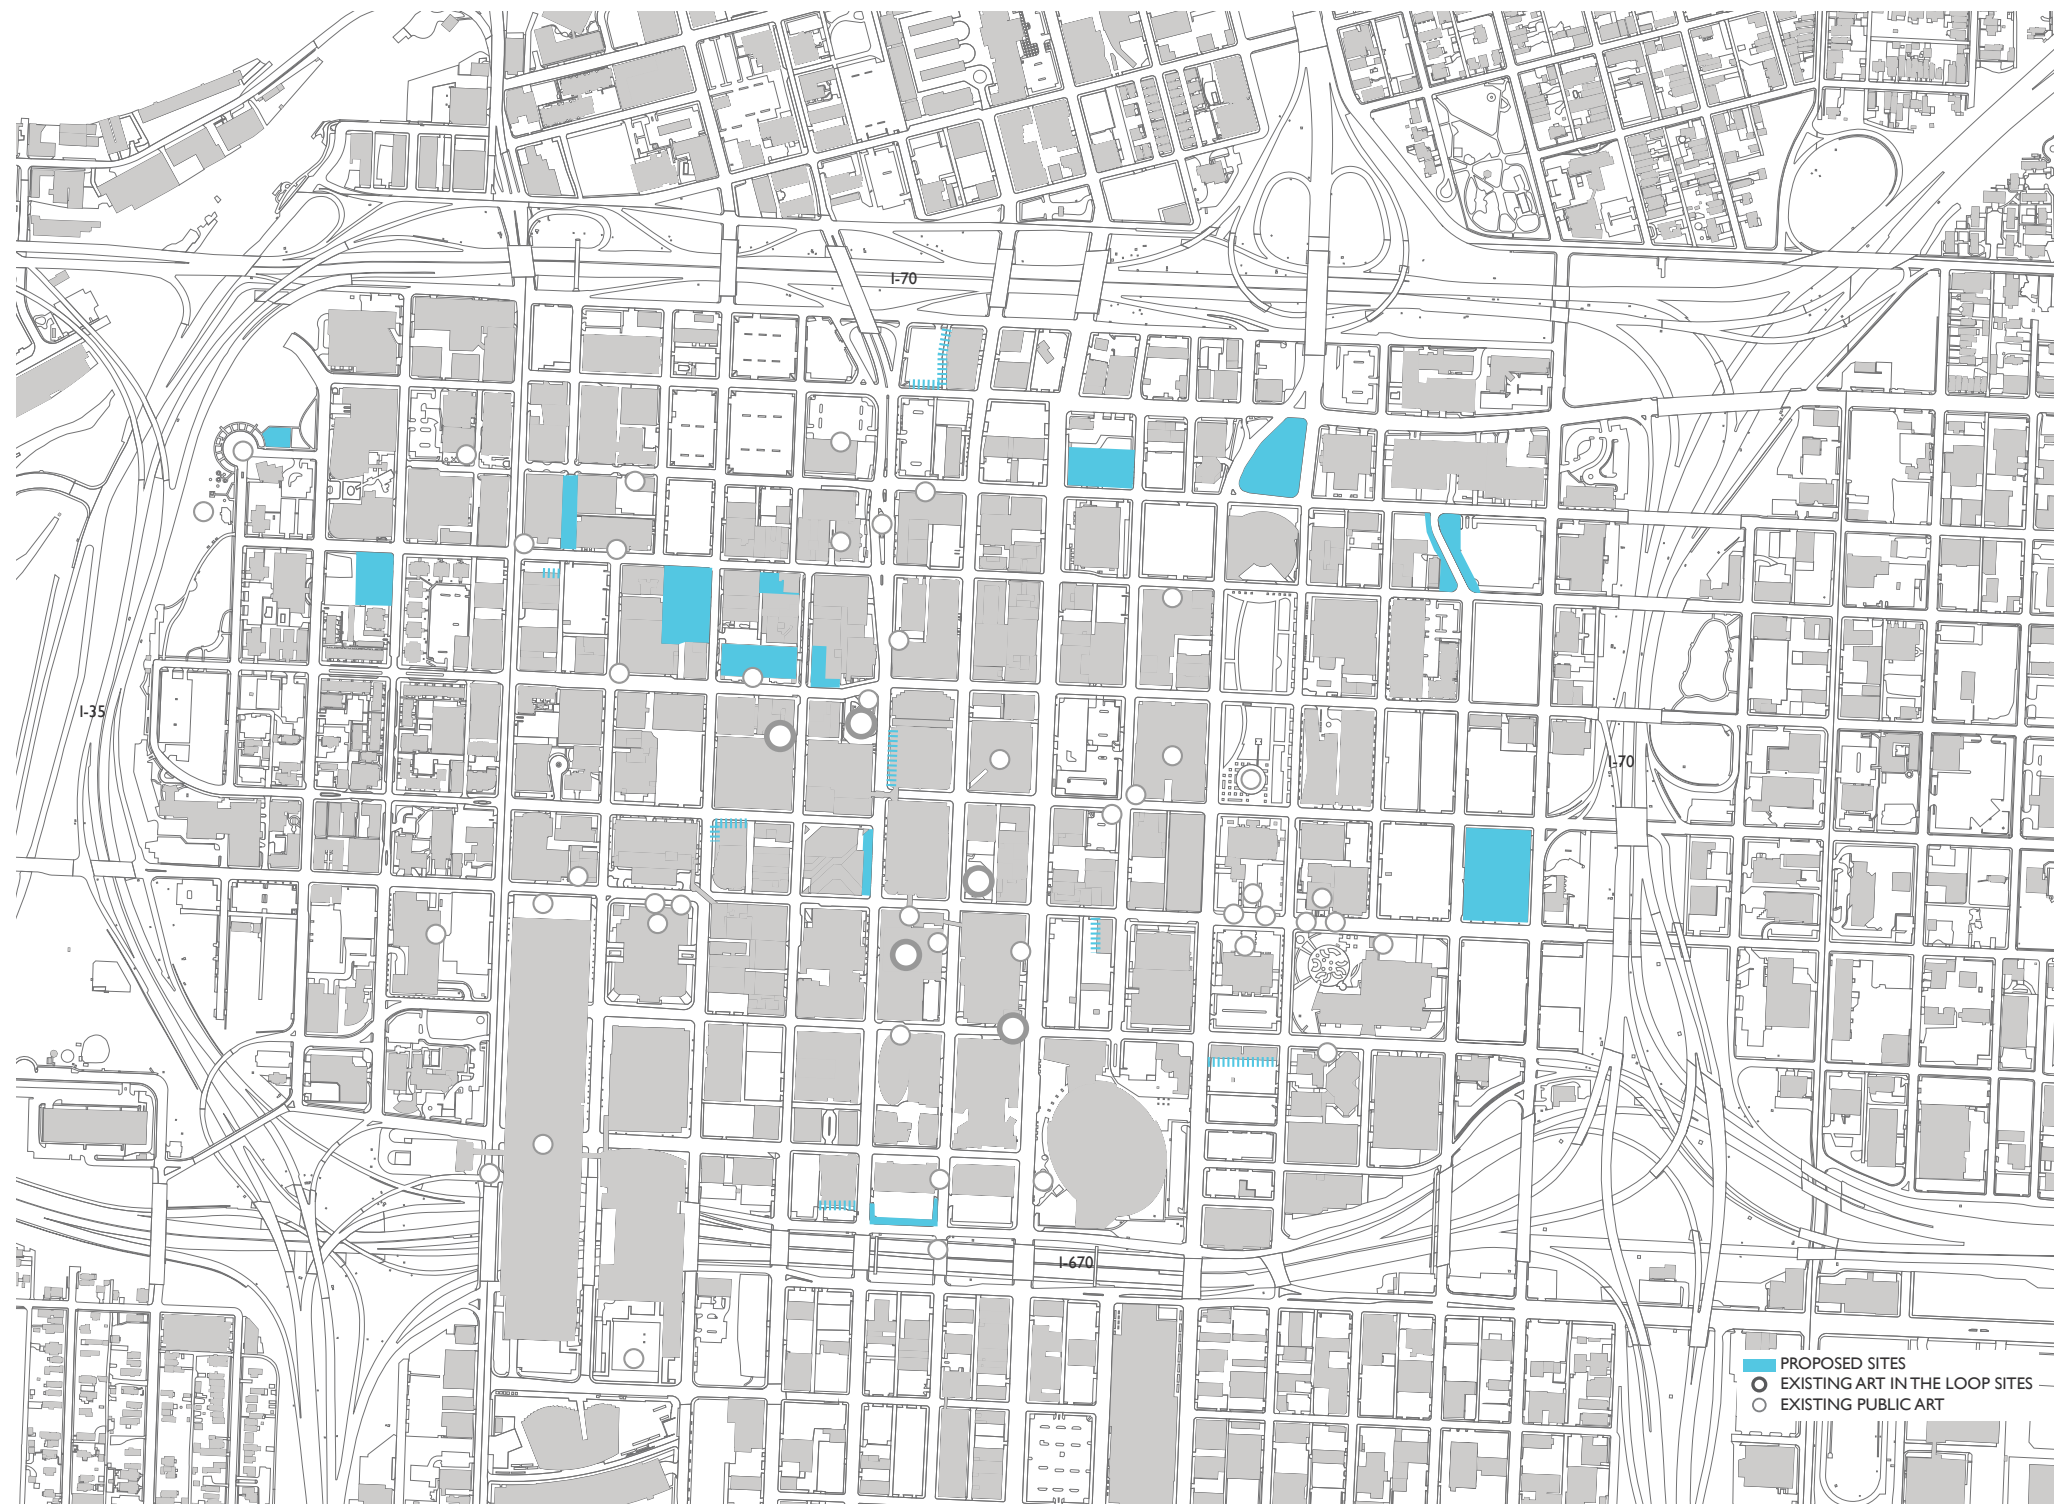 I-70
I-35
I-70
I-670
PROPOSED SITES
EXISTING ART IN THE LOOP SITES
EXISTING PUBLIC ART